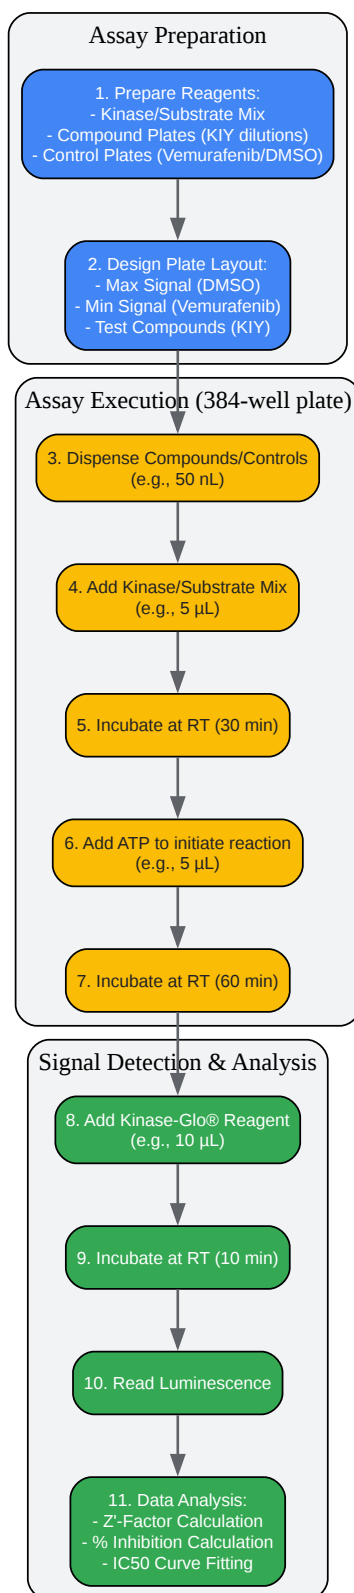 Assay Preparation
1. Prepare Reagents:
- Kinase/Substrate Mix
- Compound Plates (KIY dilutions)
- Control Plates (Vemurafenib/DMSO)
2. Design Plate Layout:
- Max Signal (DMSO)
- Min Signal (Vemurafenib)
- Test Compounds (KIY)
Assay Execution (384-well plate)
3. Dispense Compounds/Controls
(e.g., 50 nL)
4. Add Kinase/Substrate Mix
(e.g., 5 µL)
5. Incubate at RT (30 min)
6. Add ATP to initiate reaction
(e.g., 5 µL)
7. Incubate at RT (60 min)
Signal Detection & Analysis
8. Add Kinase-Glo® Reagent
(e.g., 10 µL)
9. Incubate at RT (10 min)
10. Read Luminescence
11. Data Analysis:
- Z'-Factor Calculation
- % Inhibition Calculation
- IC50 Curve Fitting